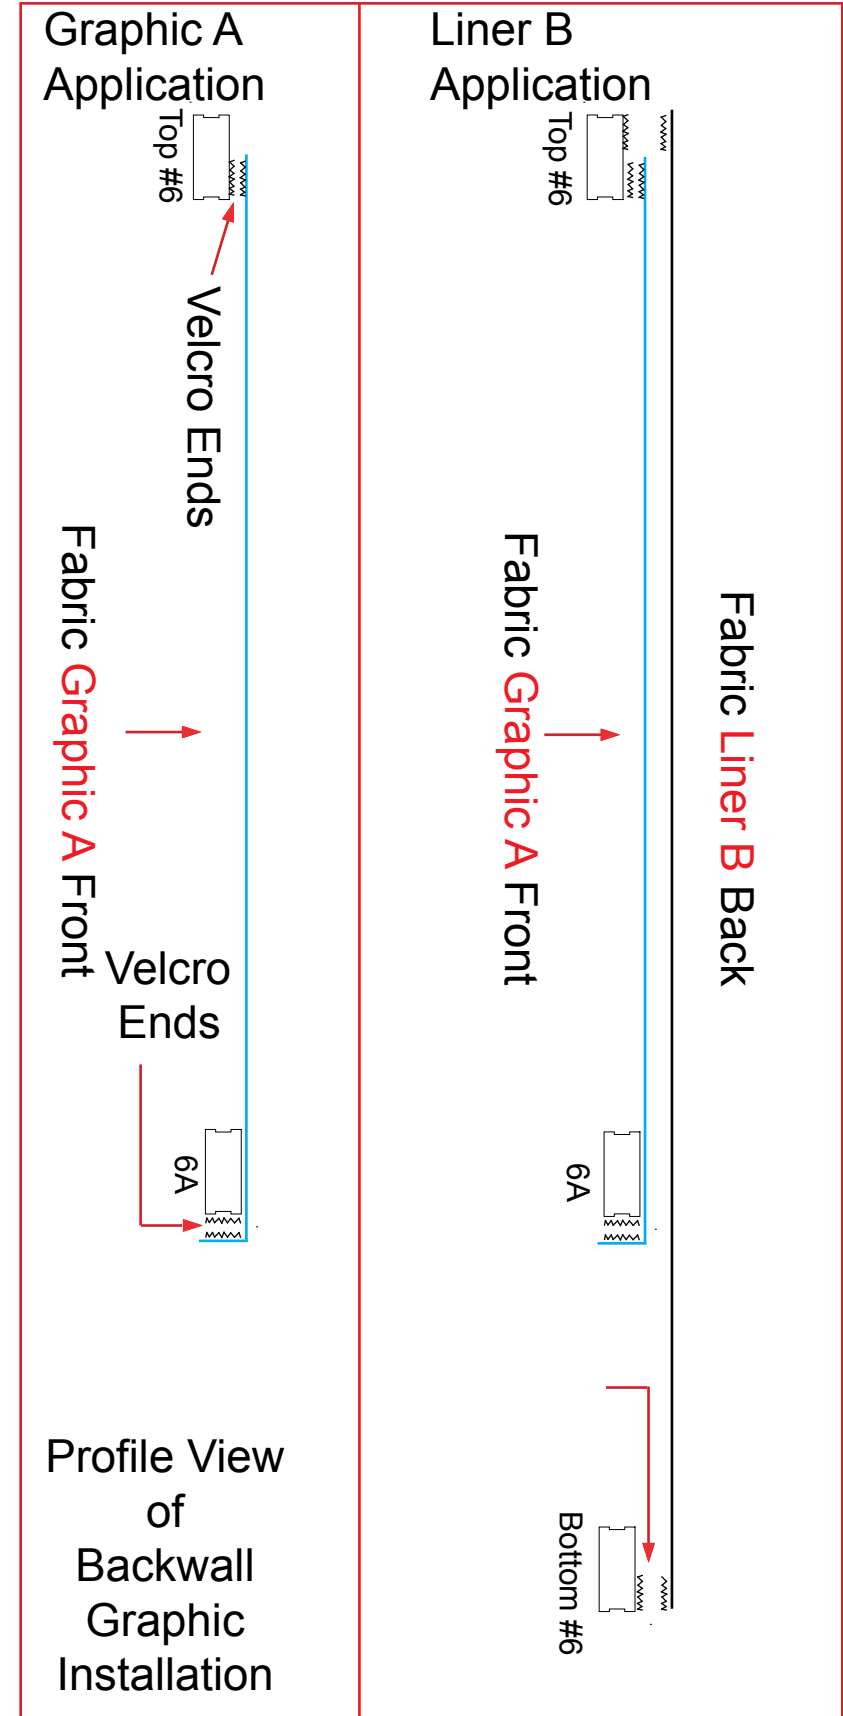 Graphic A
Application
Top #6
Velcro Ends
Fabric Graphic A Front
Velcro
Ends
6A
Profile View
of
Backwall
Graphic
Installation
Liner B
Application
Top #6
Fabric Graphic A Front
Fabric Liner B Back
6A
Bottom #6